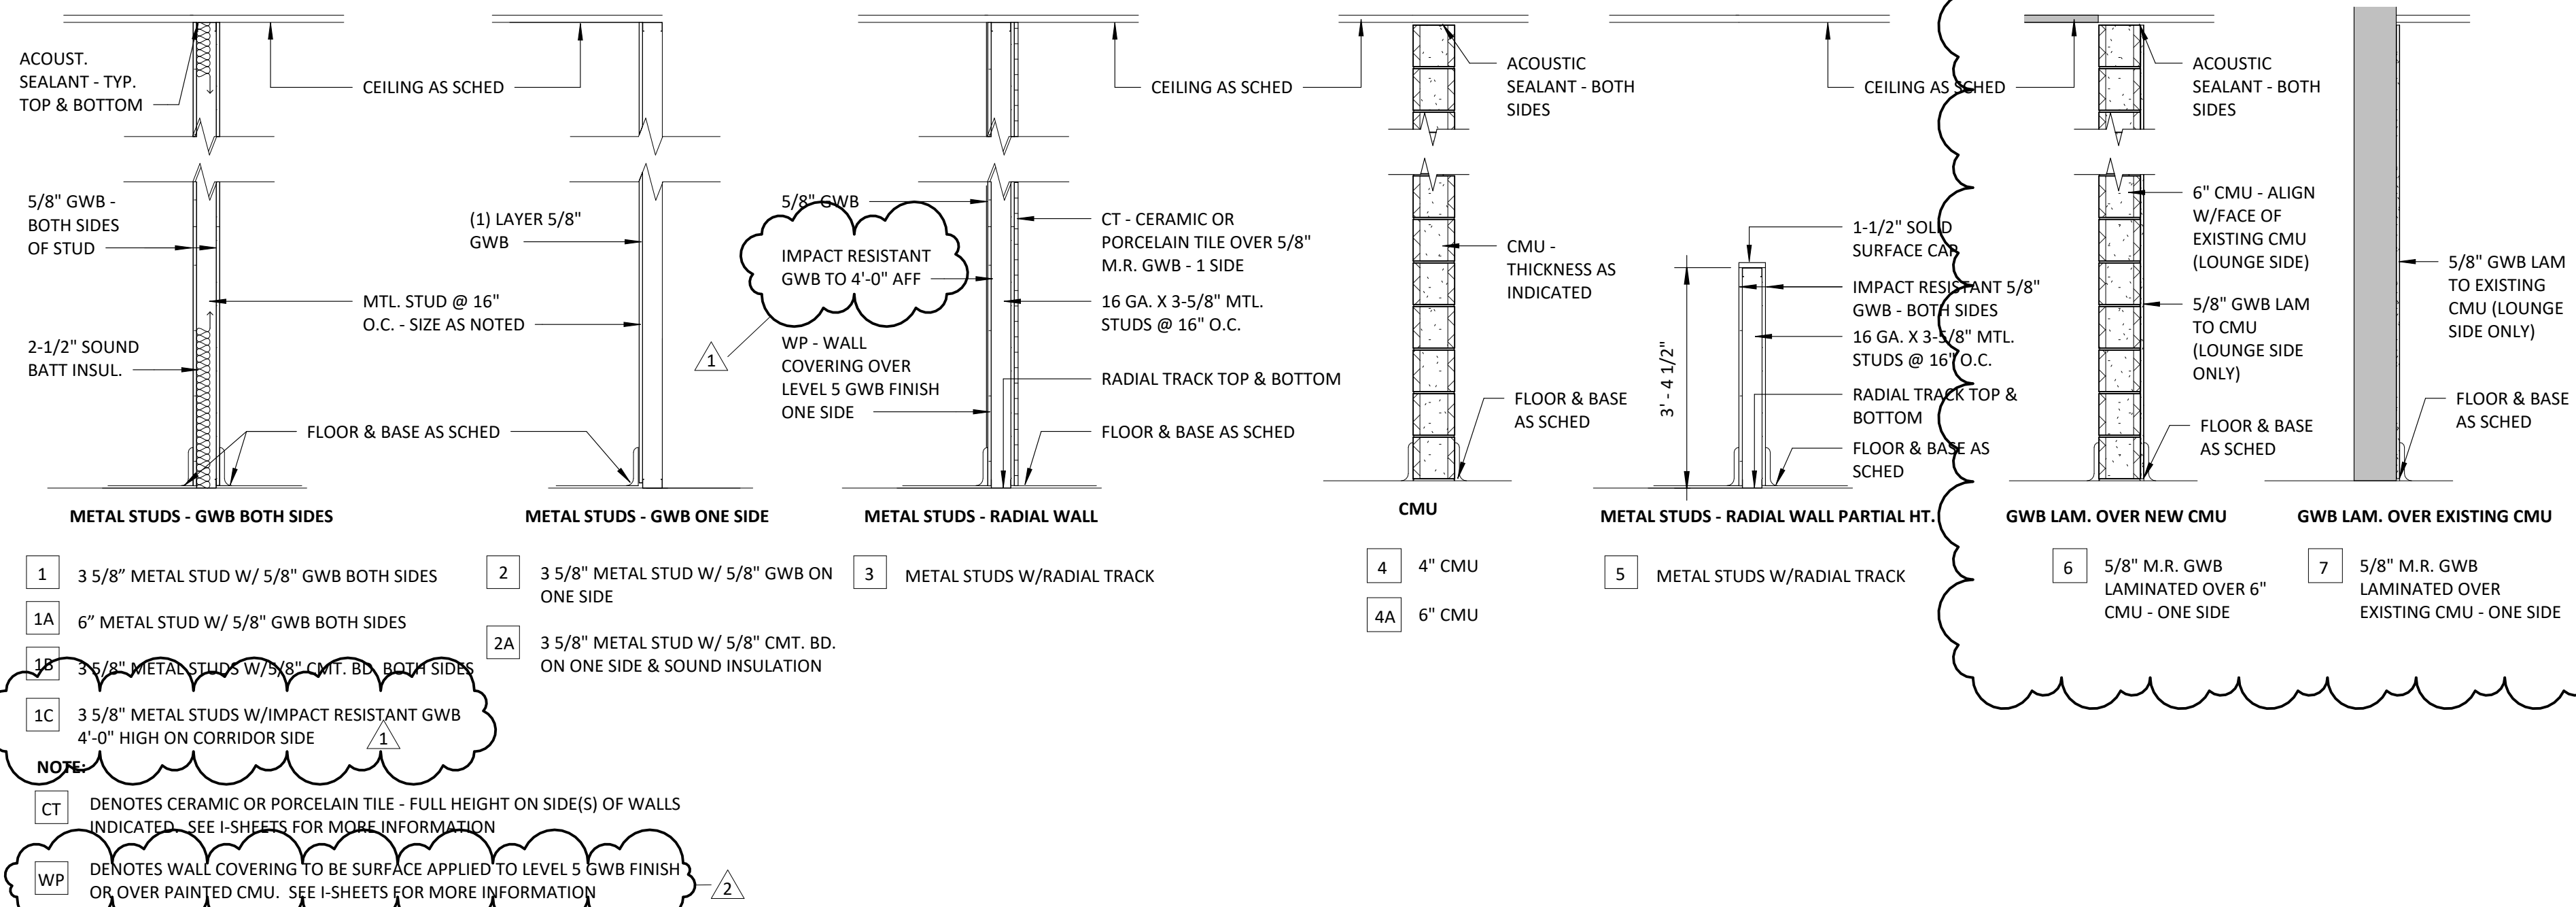 ACOUST.
SEALANT - TYP.
TOP & BOTTOM
CEILING AS SCHED
5/8" GWB -
BOTH SIDES
OF STUD
(1) LAYER 5/8"
GWB
MTL. STUD @ 16"
O.C. - SIZE AS NOTED
2-1/2" SOUND
BATT INSUL.
FLOOR & BASE AS SCHED
METAL STUDS - GWB BOTH SIDES
METAL STUDS - GWB ONE SIDE
1
3 5/8” METAL STUD W/ 5/8" GWB BOTH SIDES
1A
6” METAL STUD W/ 5/8" GWB BOTH SIDES
1B
3 5/8" METAL STUDS W/5/8" CMT. BD. BOTH SIDES
1C
3 5/8" METAL STUDS W/IMPACT RESISTANT GWB
4'-0" HIGH ON CORRIDOR SIDE
1
2
3 5/8" METAL STUD W/ 5/8" GWB ON
ONE SIDE
2A
3 5/8" METAL STUD W/ 5/8" CMT. BD.
ON ONE SIDE & SOUND INSULATION
NOTE:
CT
DENOTES CERAMIC OR PORCELAIN TILE - FULL HEIGHT ON SIDE(S) OF WALLS
INDICATED. SEE I-SHEETS FOR MORE INFORMATION
WP
DENOTES WALL COVERING TO BE SURFACE APPLIED TO LEVEL 5 GWB FINISH
OR OVER PAINTED CMU. SEE I-SHEETS FOR MORE INFORMATION
2
CEILING AS SCHED
5/8" GWB
IMPACT RESISTANT
GWB TO 4'-0" AFF
1
WP - WALL
COVERING OVER
LEVEL 5 GWB FINISH
ONE SIDE
CT - CERAMIC OR
PORCELAIN TILE OVER 5/8"
M.R. GWB - 1 SIDE
16 GA. X 3-5/8" MTL.
STUDS @ 16" O.C.
RADIAL TRACK TOP & BOTTOM
FLOOR & BASE AS SCHED
METAL STUDS - RADIAL WALL
3
METAL STUDS W/RADIAL TRACK
ACOUSTIC
SEALANT - BOTH
SIDES
CMU -
THICKNESS AS
INDICATED
FLOOR & BASE
AS SCHED
CMU
4
4" CMU
4A
6" CMU
CEILING AS SCHED
1-1/2" SOLID
SURFACE CAP
IMPACT RESISTANT 5/8"
GWB - BOTH SIDES
16 GA. X 3-5/8" MTL.
STUDS @ 16" O.C.
3' - 4 1/2"
RADIAL TRACK TOP &
BOTTOM
FLOOR & BASE AS
SCHED
METAL STUDS - RADIAL WALL PARTIAL HT.
5
METAL STUDS W/RADIAL TRACK
ACOUSTIC
SEALANT - BOTH
SIDES
6" CMU - ALIGN
W/FACE OF
EXISTING CMU
(LOUNGE SIDE)
5/8" GWB LAM
TO CMU
(LOUNGE SIDE
ONLY)
FLOOR & BASE
AS SCHED
GWB LAM. OVER NEW CMU
6
5/8" M.R. GWB
LAMINATED OVER 6"
CMU - ONE SIDE
5/8" GWB LAM
TO EXISTING
CMU (LOUNGE
SIDE ONLY)
FLOOR & BASE
AS SCHED
GWB LAM. OVER EXISTING CMU
7
5/8" M.R. GWB
LAMINATED OVER
EXISTING CMU - ONE SIDE